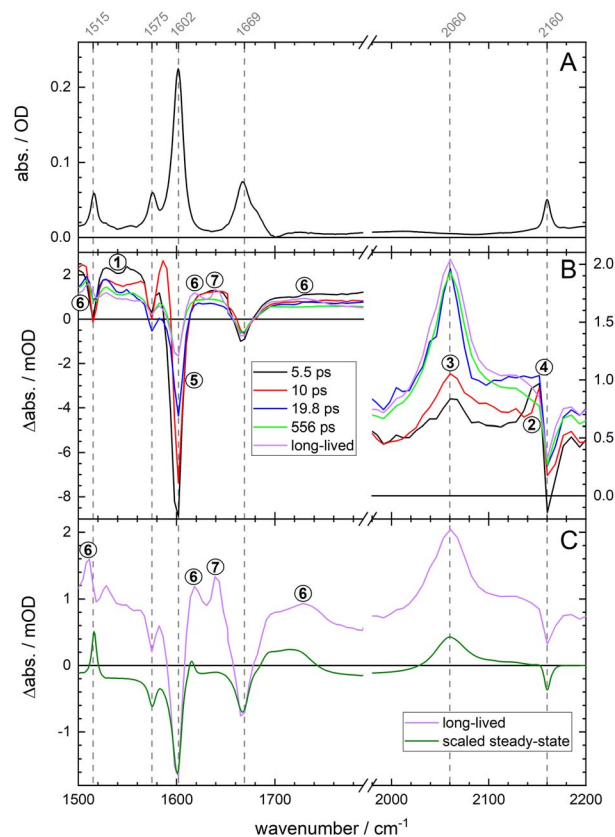 1515 1575 1602 1669 2060 2160
A
0.2
0.1
0.0
abs. / OD
B
2
0
-2
-4
-6
-8
Δabs. / mOD
2.0
1.5
1.0
0.5
0.0
1
6
6
7
6
5
3
4
2
5.5 ps
10 ps
19.8 ps
556 ps
long-lived
C
2
1
0
-1
Δabs. / mOD
6
6
7
6
long-lived
scaled steady-state
1500 1600 1700 2000 2100 2200
wavenumber / cm⁻¹